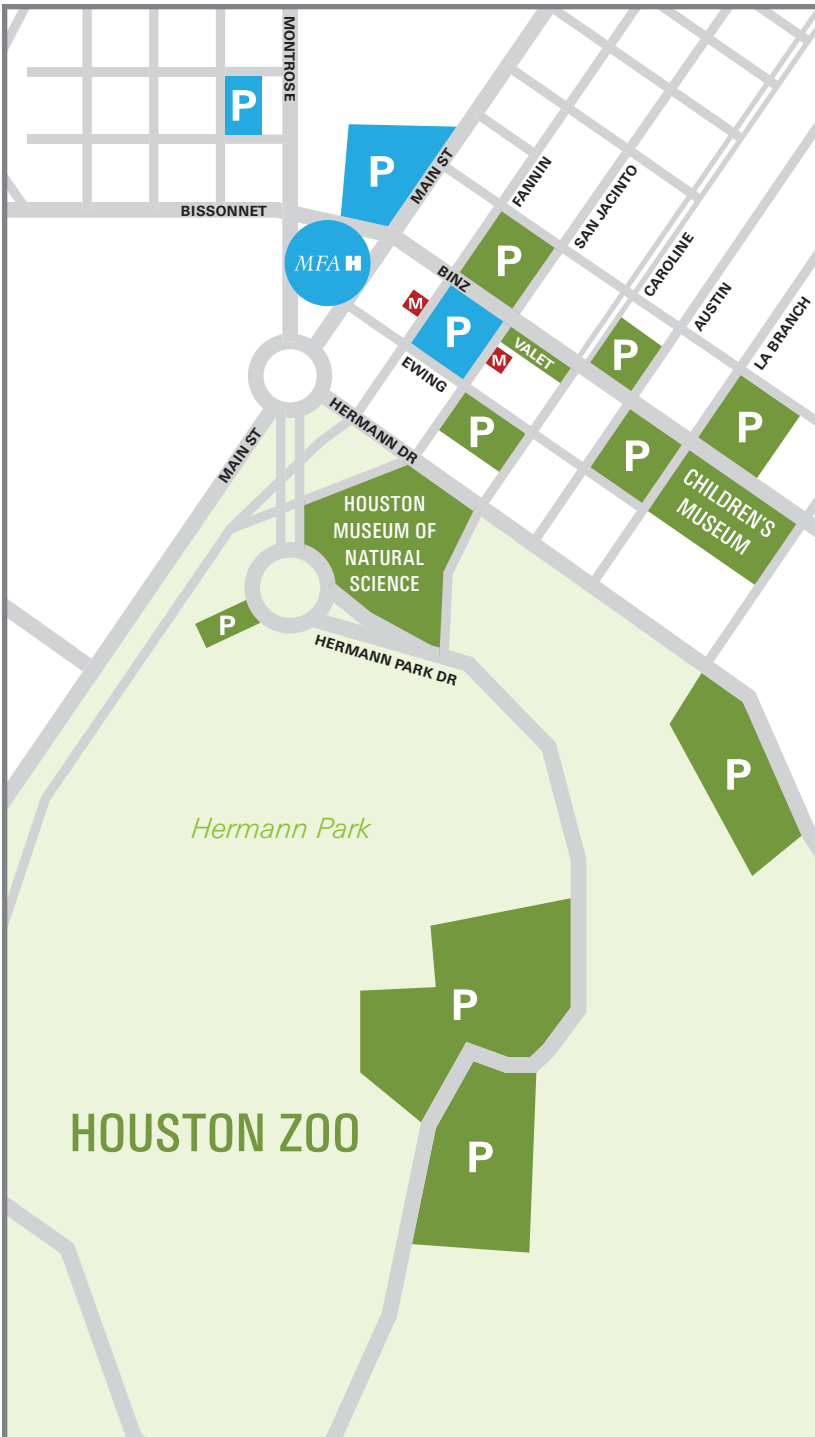 MONTROSE
P
P
MAIN ST
FANNIN
SAN JACINTO
BISSONNET
MFAH
BINZ
P
CAROLINE
AUSTIN
LA BRANCH
M
P
VALET
M
P
EWING
HERMANN DR
P
P
P
MAIN ST
CHILDREN'S
MUSEUM
HOUSTON
MUSEUM OF
NATURAL
SCIENCE
P
HERMANN PARK DR
P
Hermann Park
P
HOUSTON ZOO
P